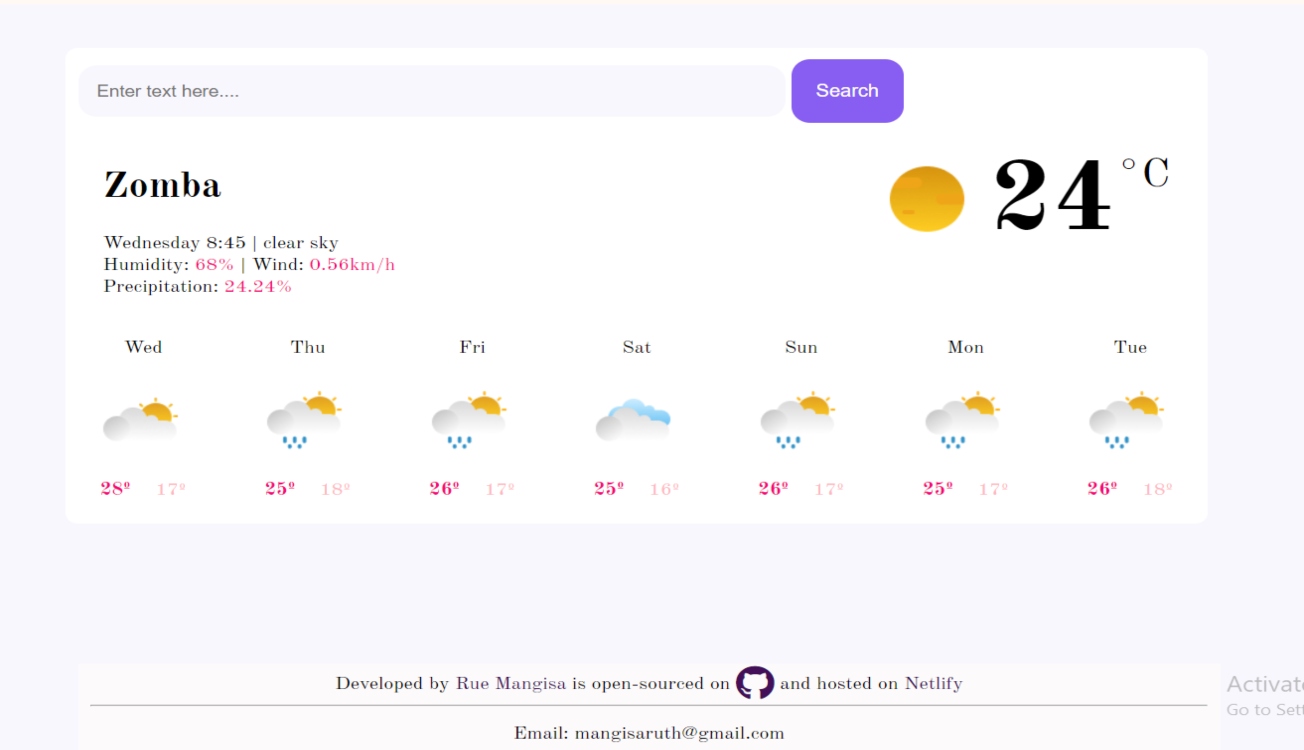 Enter text here....
Search
Zomba
24 °C
Wednesday 8:45 | clear sky
Humidity: 68% | Wind: 0.56km/h
Precipitation: 24.24%
Wed Thu Fri Sat Sun Mon Tue
28º 17º 25º 18º 26º 17º 25º 16º 26º 17º 25º 17º 26º 18º
Developed by Rue Mangisa is open-sourced on and hosted on Netlify
Email: mangisaruth@gmail.com
Go to